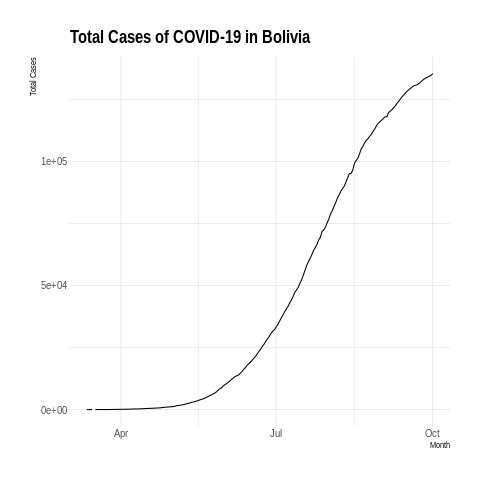 Total Cases of COVID-19 in Bolivia
Total Cases
1e+05
5e+04
0e+00
Apr
Jul
Oct
Month